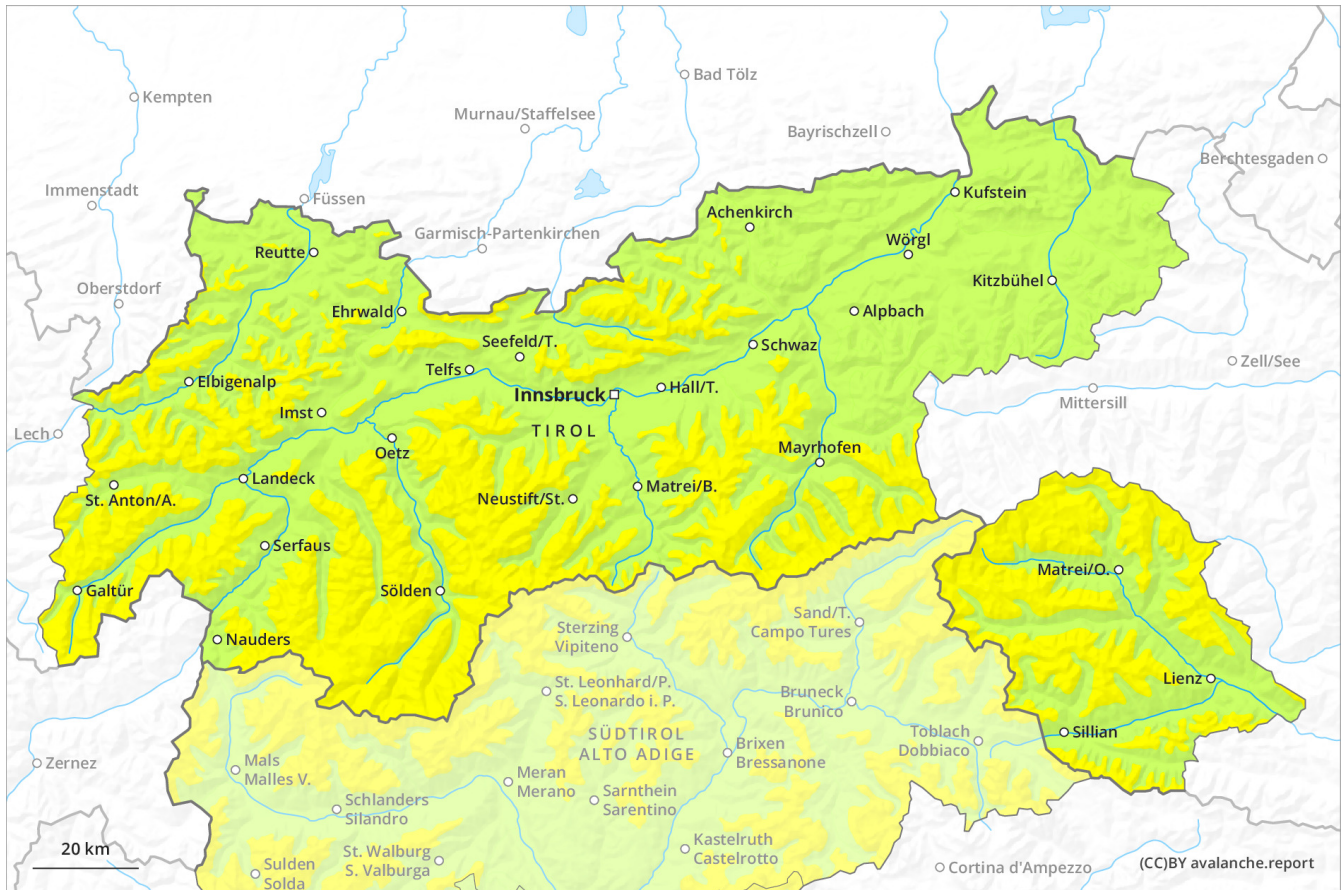 Kempten
Bad Tölz
Murnau/Staffelsee
Bayrischzell
Berchtesgaden
Immenstadt
Füssen
Kufstein
Achenkirch
Garmisch-Partenkirchen
Wörgl
Reutte
Oberstdorf
Kitzbühel
Ehrwald
Alpbach
Seefeld/T.
Schwaz
Zell/See
Telfs
Elbigenalp
Innsbruck
Hall/T.
Mittersill
Imst
Lech
TIROL
Oetz
Mayrhofen
Landeck
St. Anton/A.
Neustift/St.
Matrei/B.
Serfaus
Matrei/O.
Galtür
Sölden
Sand/T.
Campo Tures
Sterzing
Vipiteno
Nauders
Lienz
St. Leonhard/P.
S. Leonardo i. P.
Bruneck
Brunico
SÜDTIROL
ALTO ADIGE
Toblach
Dobbiaco
Sillian
Brixen
Bressanone
Zernez
Mals
Malles V.
Meran
Merano
Sarnthein
Sarentino
Schlanders
Silandro
Kastelruth
Castelrotto
20 km
St. Walburg
S. Valburga
Sulden
Solda
Cortina d'Ampezzo
(CC)BY avalanche.report